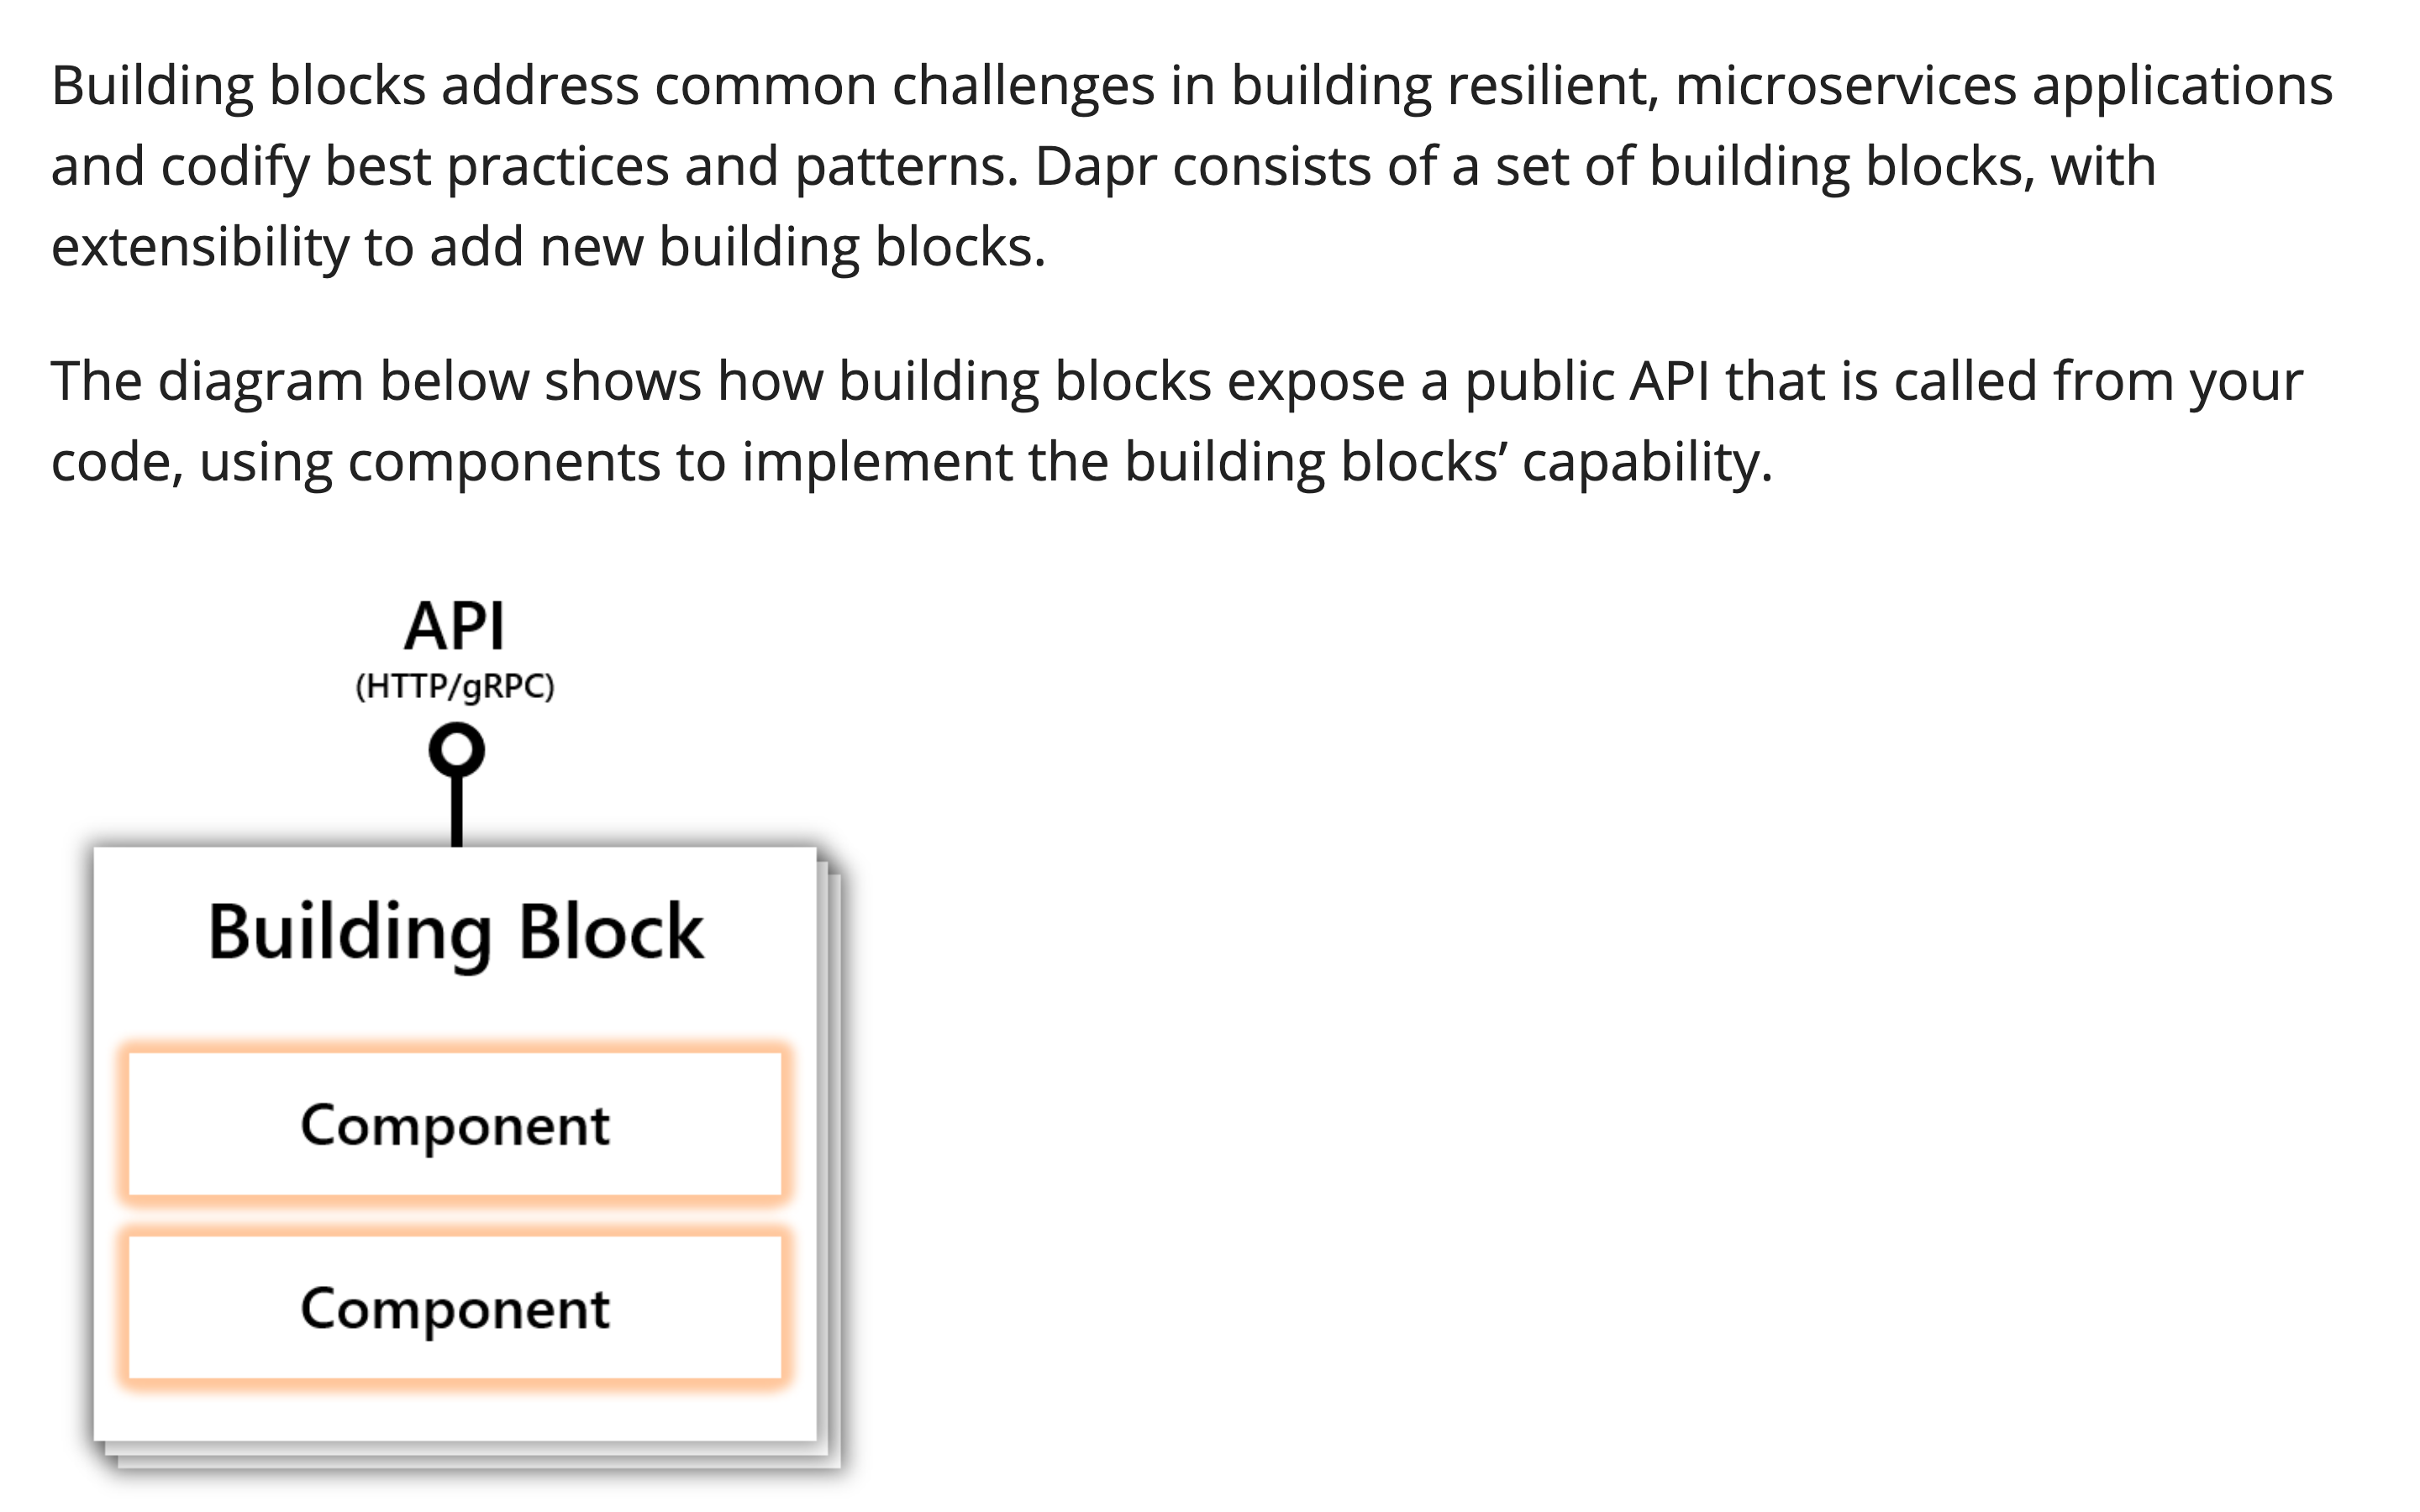 Building blocks address common challenges in building resilient, microservices applications
and codify best practices and patterns. Dapr consists of a set of building blocks, with
extensibility to add new building blocks.
The diagram below shows how building blocks expose a public API that is called from your
code, using components to implement the building blocks’ capability.
API
(HTTP/gRPC)
Building Block
Component
Component